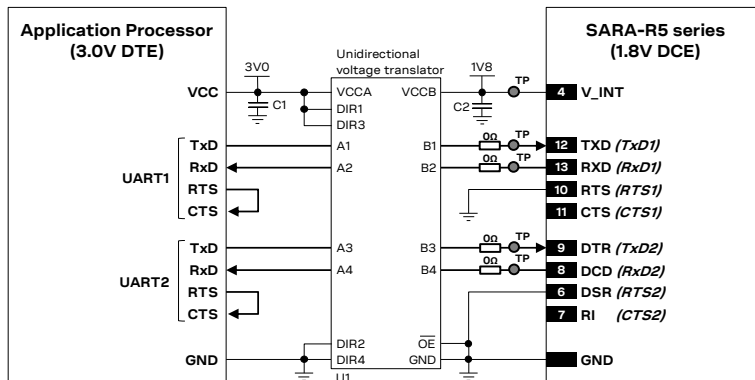 Application Processor
(3.0V DTE)
SARA-R5 series
(1.8V DCE)
Unidirectional
voltage translator
3V0
1V8
TP
VCC
VCCA
VCCB
4
V_INT
C1
DIR1
C2
DIR3
0Ω
TP
TxD
A1
B1
12
TXD (TxD1)
0Ω
TP
UART1
RxD
A2
B2
13
RXD (RxD1)
RTS
10
RTS (RTS1)
CTS
11
CTS (CTS1)
0Ω
TP
TxD
A3
B3
9
DTR (TxD2)
0Ω
TP
UART2
RxD
A4
B4
8
DCD (RxD2)
RTS
6
DSR (RTS2)
CTS
7
RI (CTS2)
DIR2
OE
GND
DIR4
GND
GND
U1